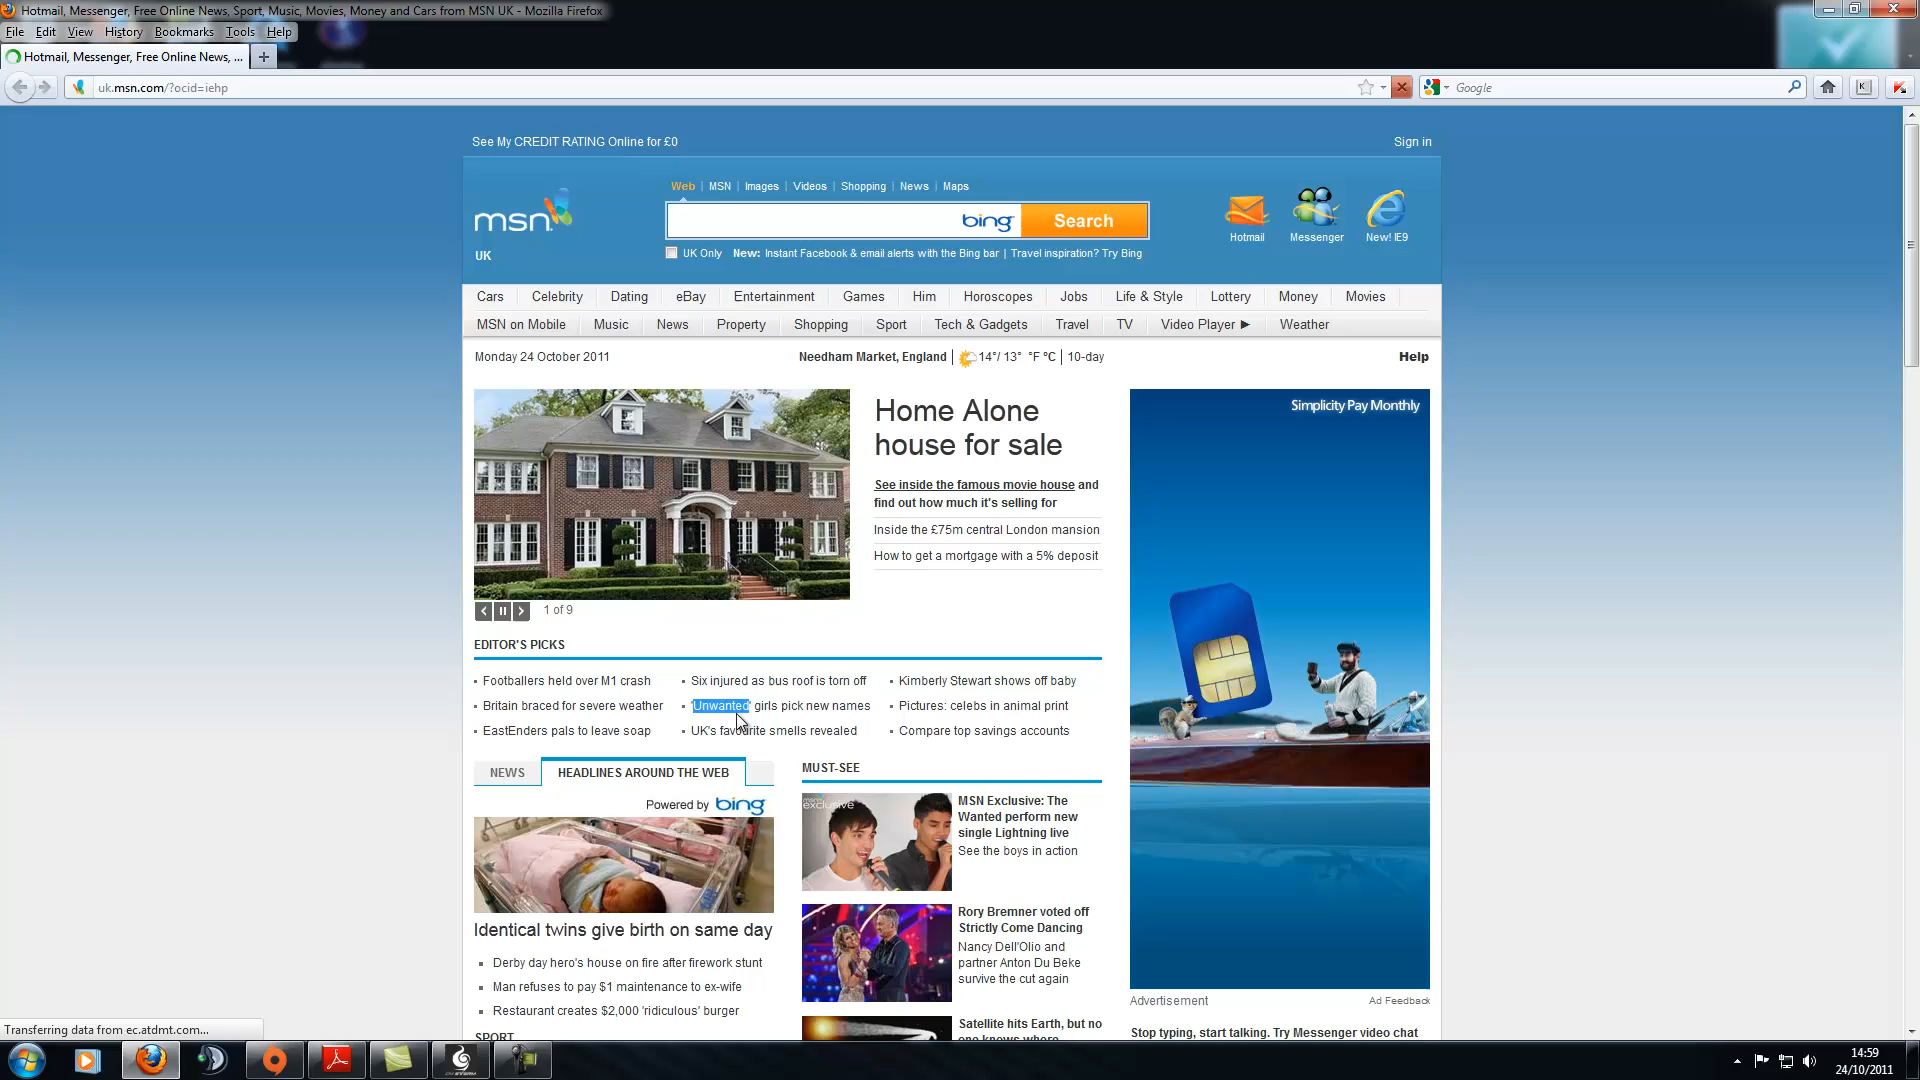 Hotmail, Messenger, Free Online News, Sport, Music, Movies, Money and Cars from MSN UK - Mozilla Firefox
File Edit View History Bookmarks Tools Help
Hotmail, Messenger, Free Online News, ...
uk.msn.com/?ocid=iehp
Google
See My CREDIT RATING Online for £0
Sign in
Web | MSN | Images | Videos | Shopping | News | Maps
msn
UK
bing
Search
Hotmail
Messenger
New! IE9
UK Only New: Instant Facebook & email alerts with the Bing bar | Travel inspiration? Try Bing
Cars Celebrity Dating eBay Entertainment Games Him Horoscopes Jobs Life & Style Lottery Money Movies
MSN on Mobile Music News Property Shopping Sport Tech & Gadgets Travel TV Video Player ► Weather
Monday 24 October 2011
Needham Market, England | 14°/ 13° °F °C | 10-day
Help
Home Alone
house for sale
See inside the famous movie house and
find out how much it's selling for
Inside the £75m central London mansion
How to get a mortgage with a 5% deposit
1 of 9
Simplicity Pay Monthly
EDITOR'S PICKS
Footballers held over M1 crash
Britain braced for severe weather
EastEnders pals to leave soap
Six injured as bus roof is torn off
'Unwanted' girls pick new names
UK's favourite smells revealed
Kimberly Stewart shows off baby
Pictures: celebs in animal print
Compare top savings accounts
NEWS
HEADLINES AROUND THE WEB
Powered by bing
Identical twins give birth on same day
Derby day hero's house on fire after firework stunt
Man refuses to pay $1 maintenance to ex-wife
Restaurant creates $2,000 'ridiculous' burger
SPORT
MUST-SEE
msn
exclusive
MSN Exclusive: The
Wanted perform new
single Lightning live
See the boys in action
Rory Bremner voted off
Strictly Come Dancing
Nancy Dell'Olio and
partner Anton Du Beke
survive the cut again
Satellite hits Earth, but no
one knows where
Advertisement
Ad Feedback
Stop typing, start talking. Try Messenger video chat
Transferring data from ec.atdmt.com...
14:59
24/10/2011